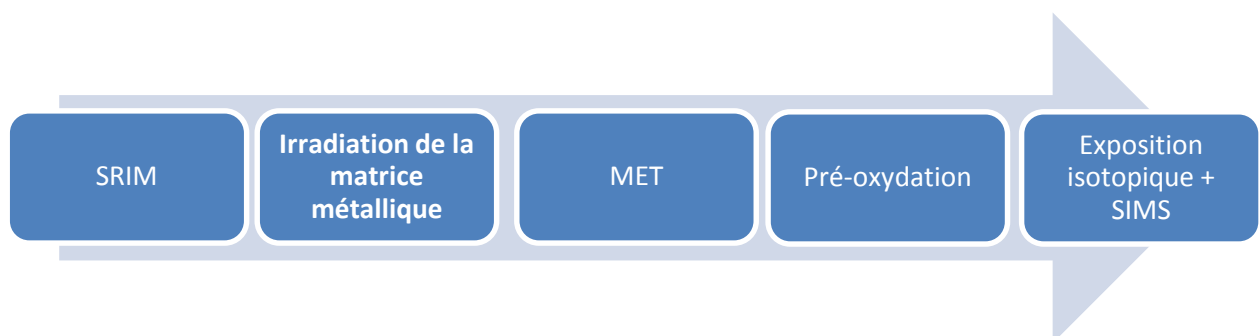 SRIM
Irradiation de la
matrice
métallique
MET
Pré-oxydation
Exposition
isotopique +
SIMS